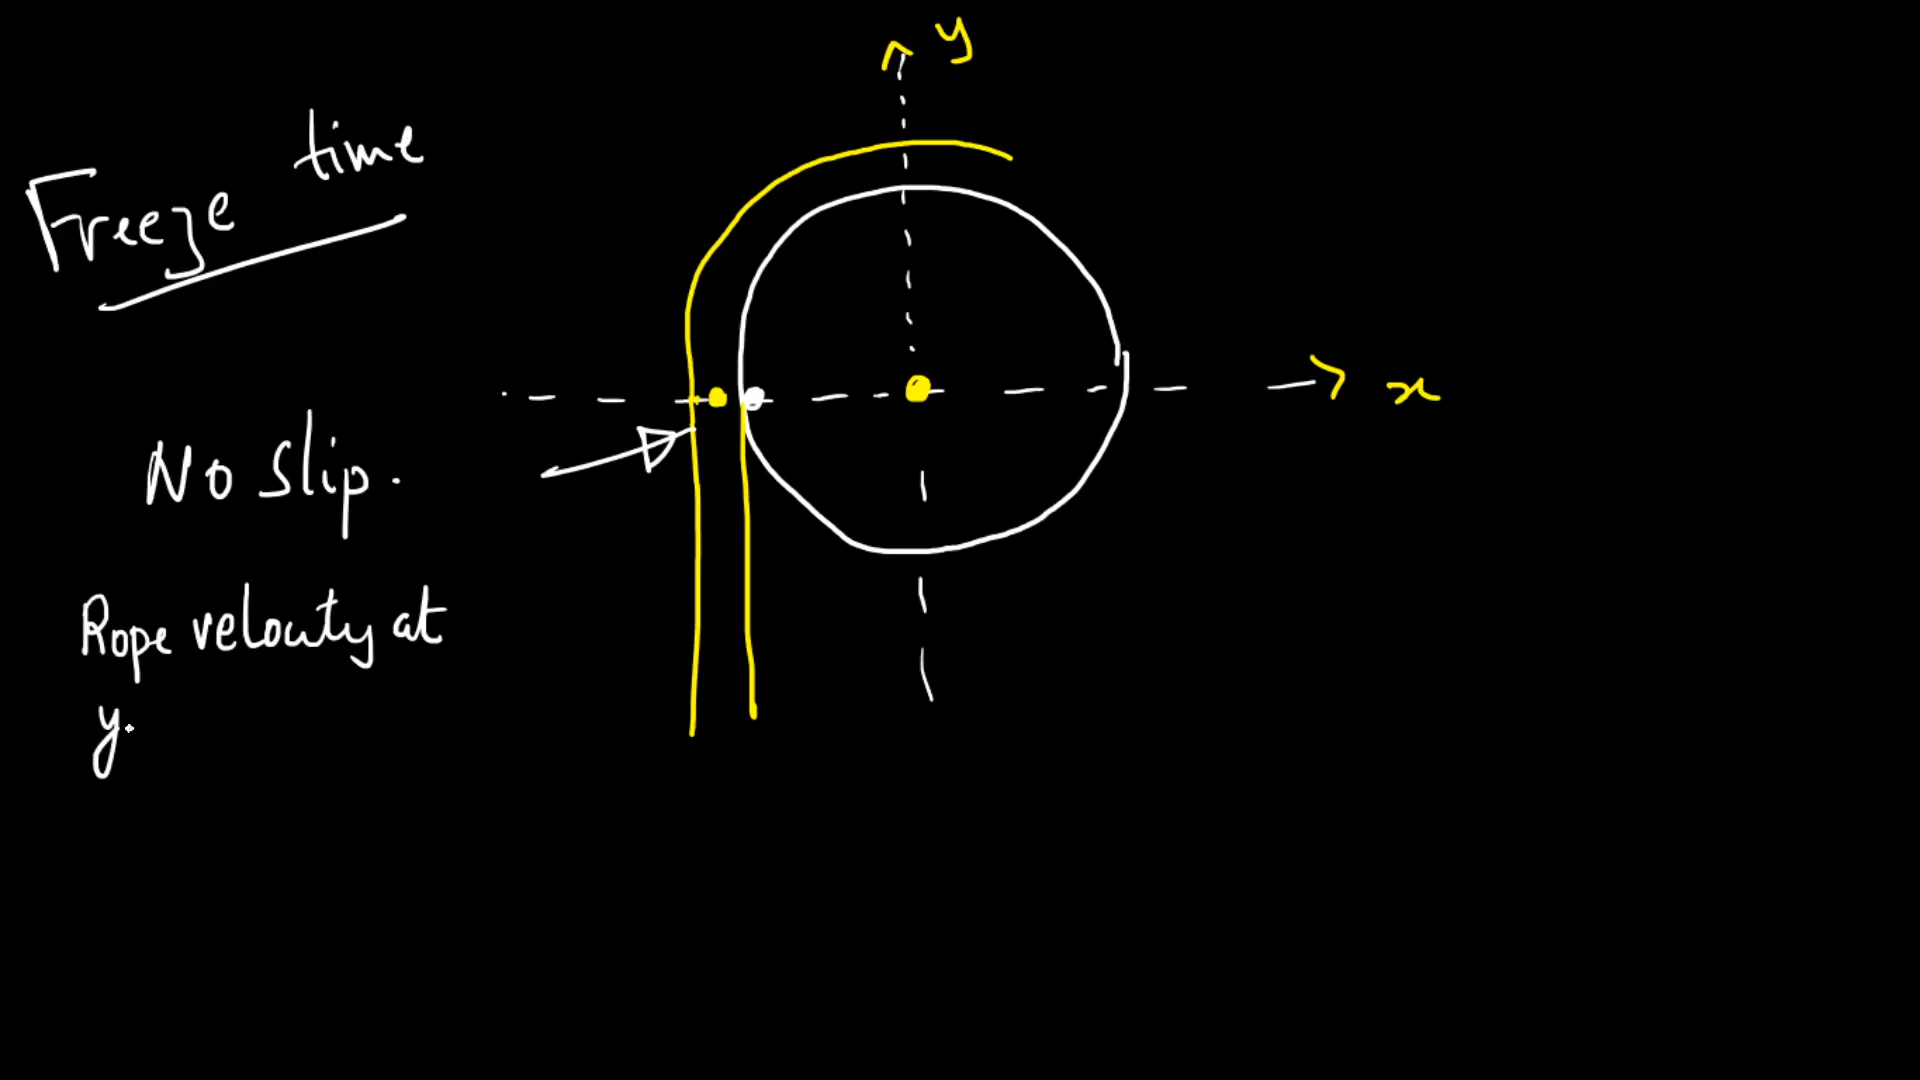 Freeze time
No slip.
Rope velocity at
y.
y
x